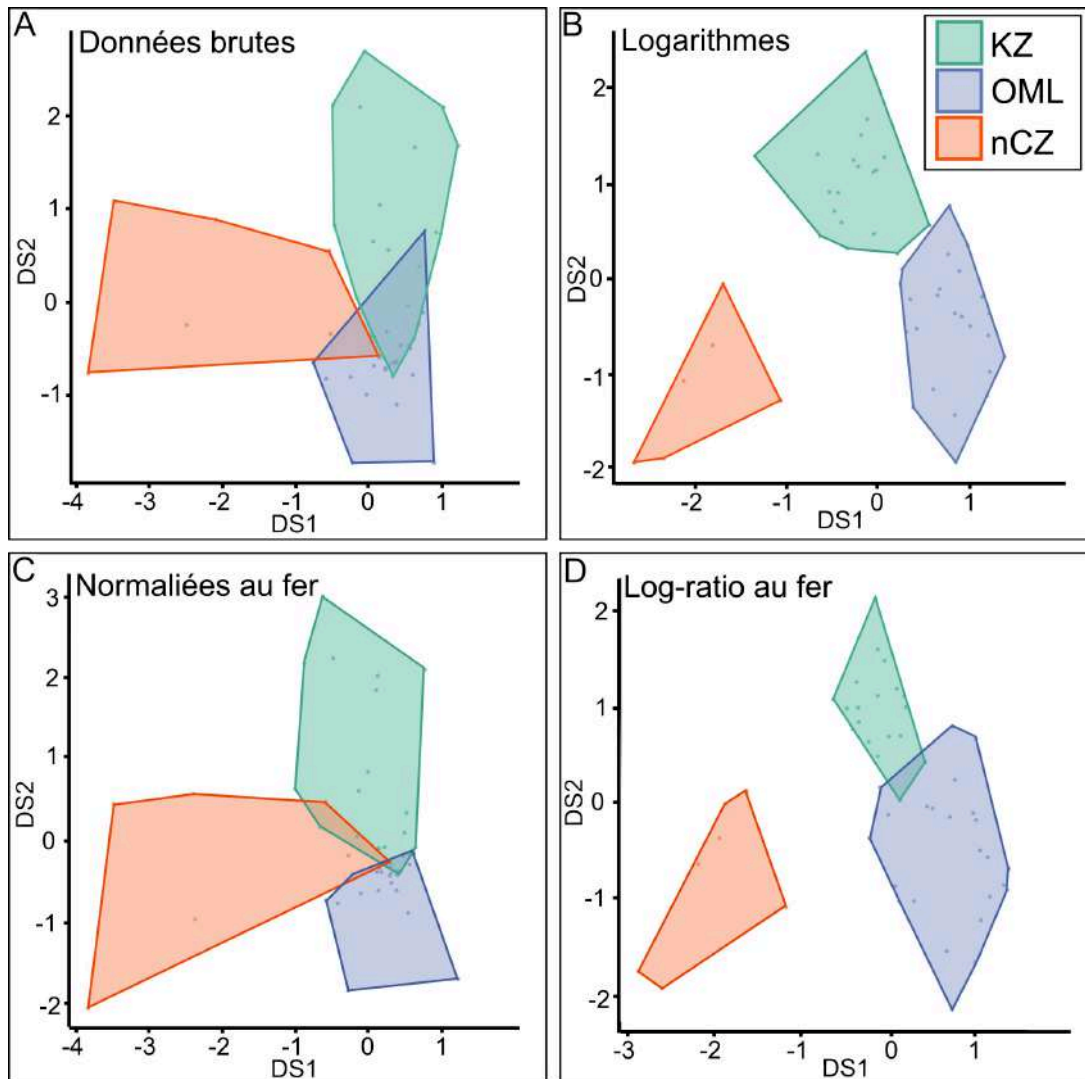 A
Données brutes
2
1
0
-1
DS2
-4 -3 -2 -1 0 1
DS1
B
Logarithmes
KZ
OML
nCZ
2
1
0
-1
-2
DS2
-2 -1 0 1
DS1
C
Normaliées au fer
3
2
1
0
-1
-2
DS2
-4 -3 -2 -1 0 1
DS1
D
Log-ratio au fer
2
1
0
-1
-2
DS2
-3 -2 -1 0 1
DS1